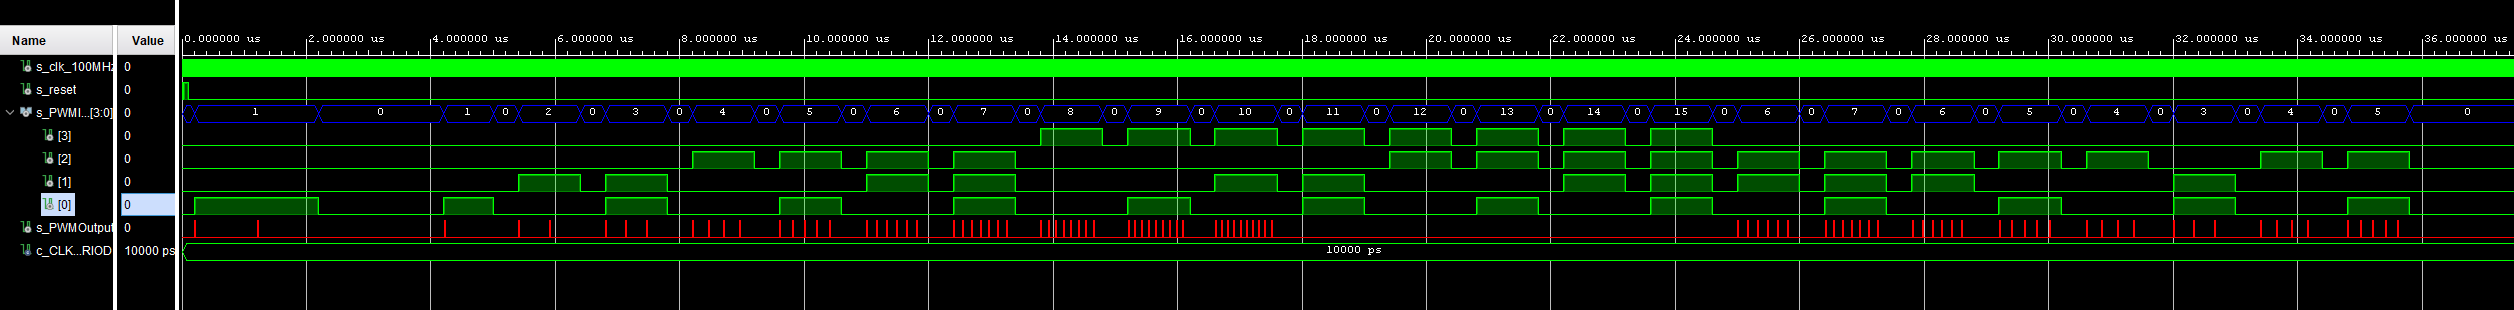 Name Value 0.000000 us 2.000000 us 4.000000 us 6.000000 us 8.000000 us 10.000000 us 12.000000 us 14.000000 us 16.000000 us 18.000000 us 20.000000 us 22.000000 us 24.000000 us 26.000000 us 28.000000 us 30.000000 us 32.000000 us 34.000000 us 36.000000 us
s_clk_100MHz 0
s_reset 0
s_PWMI...[3:0] 0 1 0 1 0 2 0 3 0 4 0 5 0 6 0 7 0 8 0 9 0 10 0 11 0 12 0 13 0 14 0 15 0 6 0 7 0 6 0 5 0 4 0 3 0 4 0 5 0
[3] 0
[2] 0
[1] 0
[0] 0
s_PWMOutput 0
c_CLK...RIOD 10000 ps 10000 ps